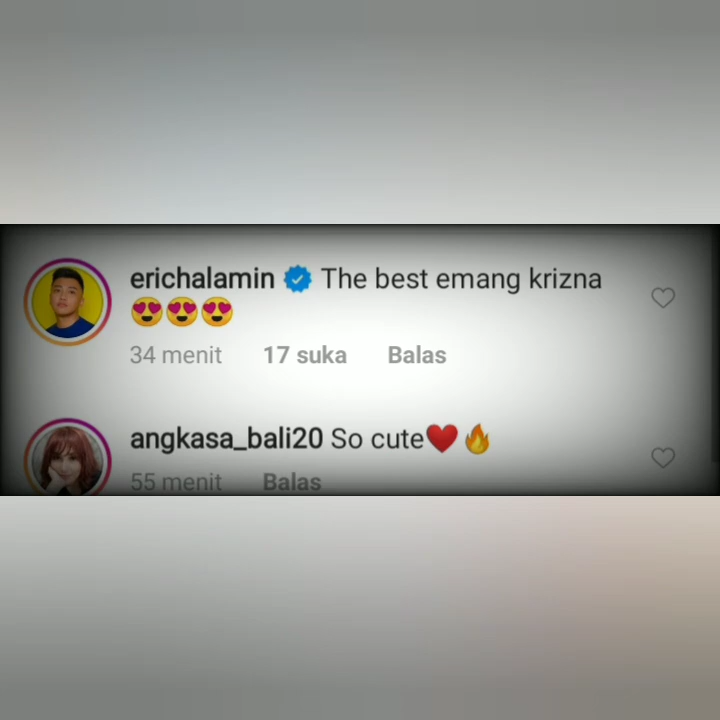 erichalamin The best emang krizna
😍😍😍
34 menit 17 suka Balas
angkasa_bali20 So cute❤️🔥
55 menit Balas